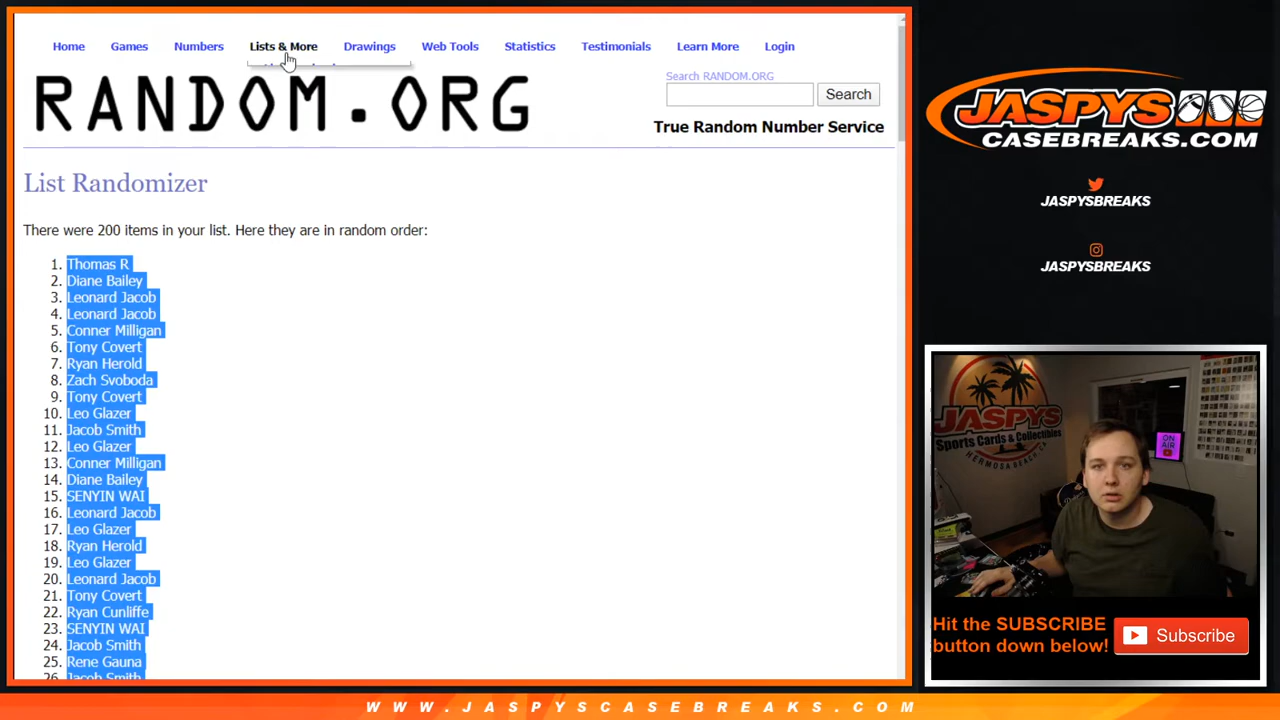 Home Games Numbers Lists & More Drawings Web Tools Statistics Testimonials Learn More Login
RANDOM.ORG
Search RANDOM.ORG
Search
True Random Number Service
List Randomizer
There were 200 items in your list. Here they are in random order:
1. Thomas R
2. Diane Bailey
3. Leonard Jacob
4. Leonard Jacob
5. Conner Milligan
6. Tony Covert
7. Ryan Herold
8. Zach Svoboda
9. Tony Covert
10. Leo Glazer
11. Jacob Smith
12. Leo Glazer
13. Conner Milligan
14. Diane Bailey
15. SENYIN WAI
16. Leonard Jacob
17. Leo Glazer
18. Ryan Herold
19. Leo Glazer
20. Leonard Jacob
21. Tony Covert
22. Ryan Cunliffe
23. SENYIN WAI
24. Jacob Smith
25. Rene Gauna
26. Jacob Smith
JASPYS
CASEBREAKS.COM
JASPYSBREAKS
JASPYSBREAKS
JASPYS
Sports Cards & Collectibles
HERMOSA BEACH, CA
ON
AIR
Hit the SUBSCRIBE
button down below!
Subscribe
WWW.JASPYSCASEBREAKS.COM